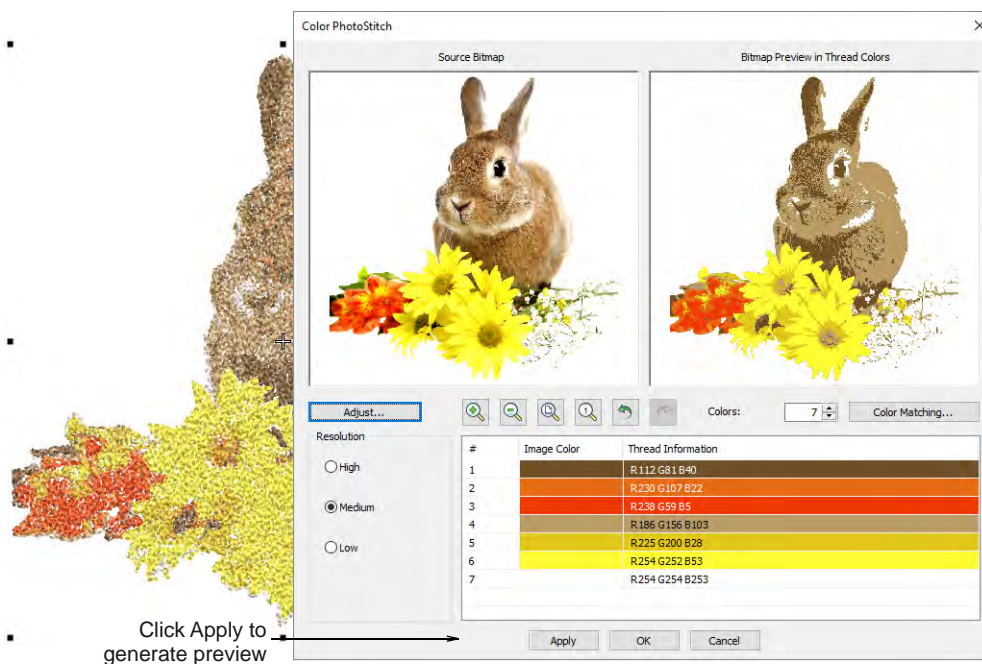 Color PhotoStitch
Source Bitmap
Bitmap Preview in Thread Colors
Adjust...
Colors:
7
Color Matching...
Resolution
High
Medium
Low
# Image Color Thread Information
1 R112 G81 B40
2 R230 G107 B22
3 R238 G59 B5
4 R186 G156 B103
5 R225 G200 B28
6 R254 G252 B53
7 R254 G254 B253
Click Apply to
generate preview
Apply
OK
Cancel